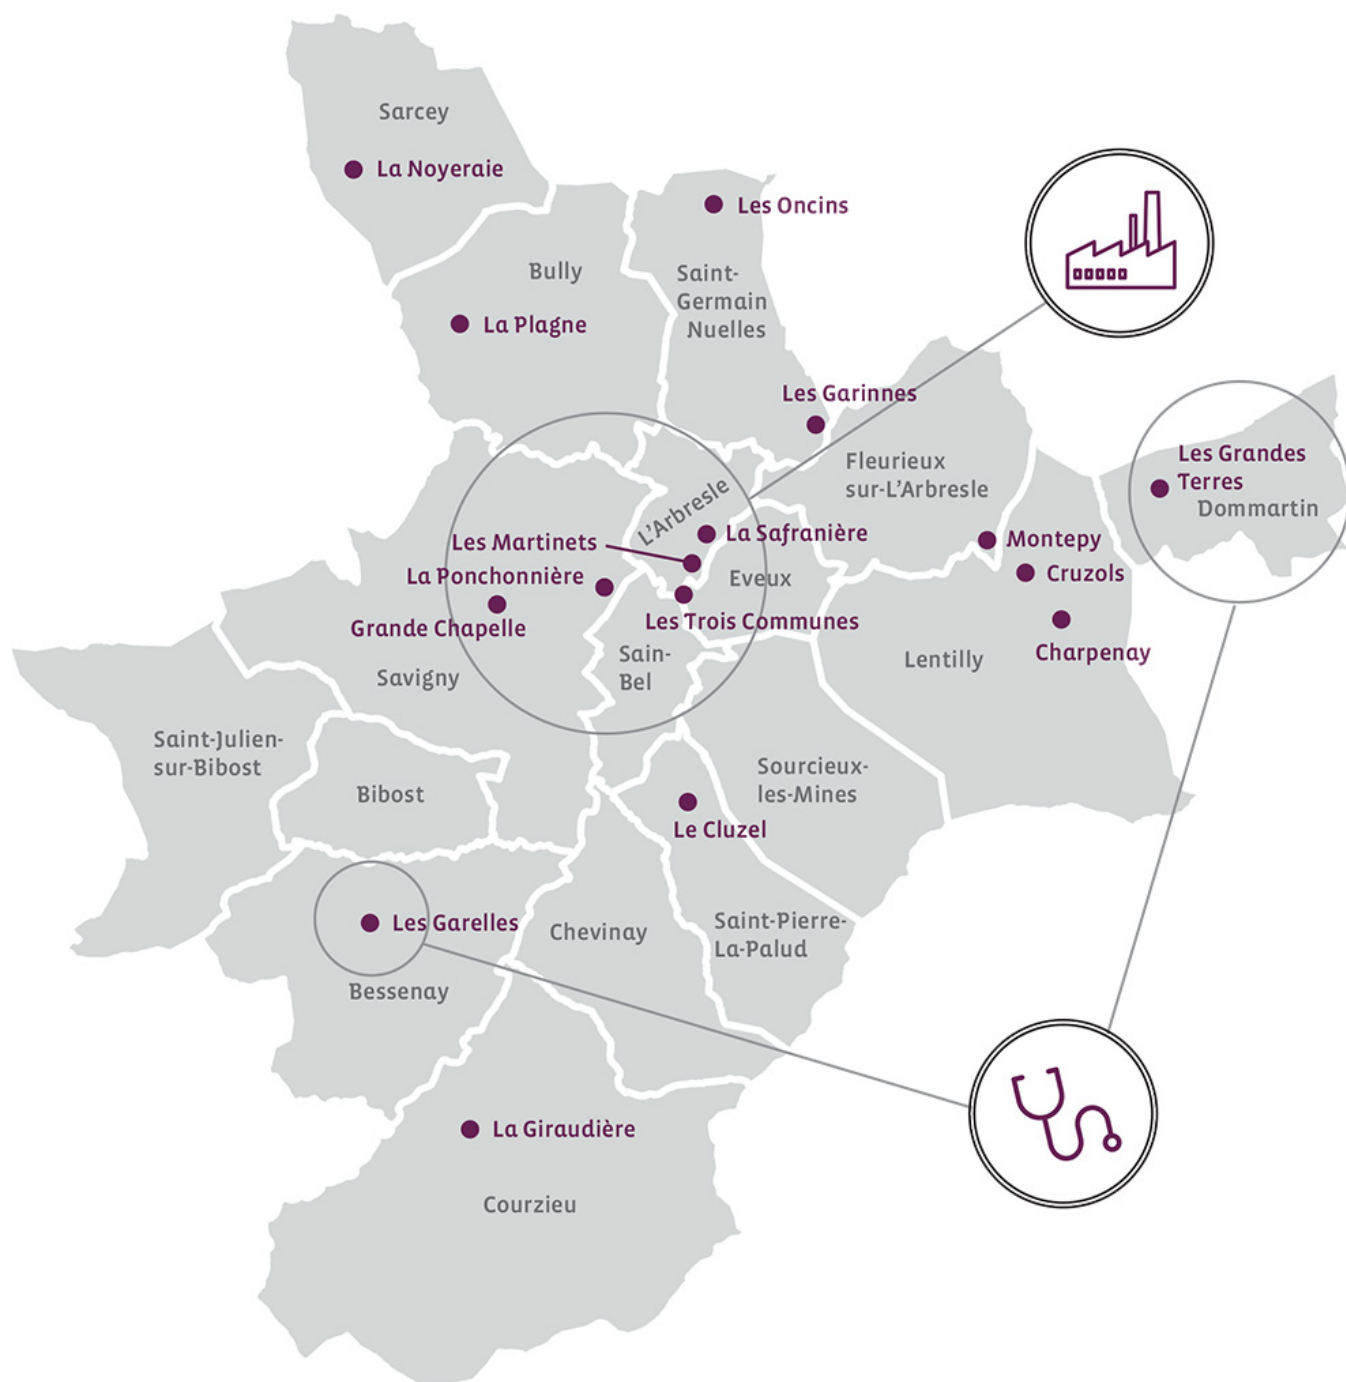 Sarcey
La Noyeraie
Les Oncins
Bully
Saint-
Germain
Nuelles
La Plagne
Les Garinnes
Fleurieux
sur-L'Arbresle
Les Grandes
Terres
Dommartin
L'Arbresle
La Safranière
Les Martinets
Montepy
La Ponchonnière
Eveux
Cruzols
Grande Chapelle
Les Trois Communes
Charpenay
Sain-
Bel
Lentilly
Savigny
Saint-Julien-
sur-Bibost
Sourcieux-
les-Mines
Bibost
Le Cluzel
Les Garelles
Chevinay
Saint-Pierre-
La-Palud
Bessenay
La Giraudière
Courzieu